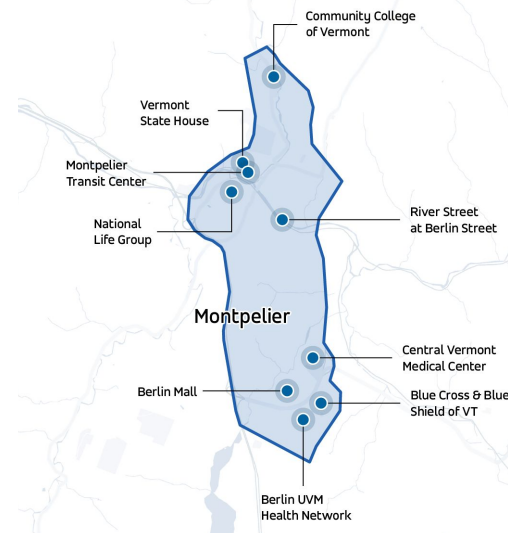 Community College
of Vermont
Vermont
State House
Montpelier
Transit Center
National
Life Group
River Street
at Berlin Street
Montpelier
Central Vermont
Medical Center
Berlin Mall
Blue Cross & Blue
Shield of VT
Berlin UVM
Health Network